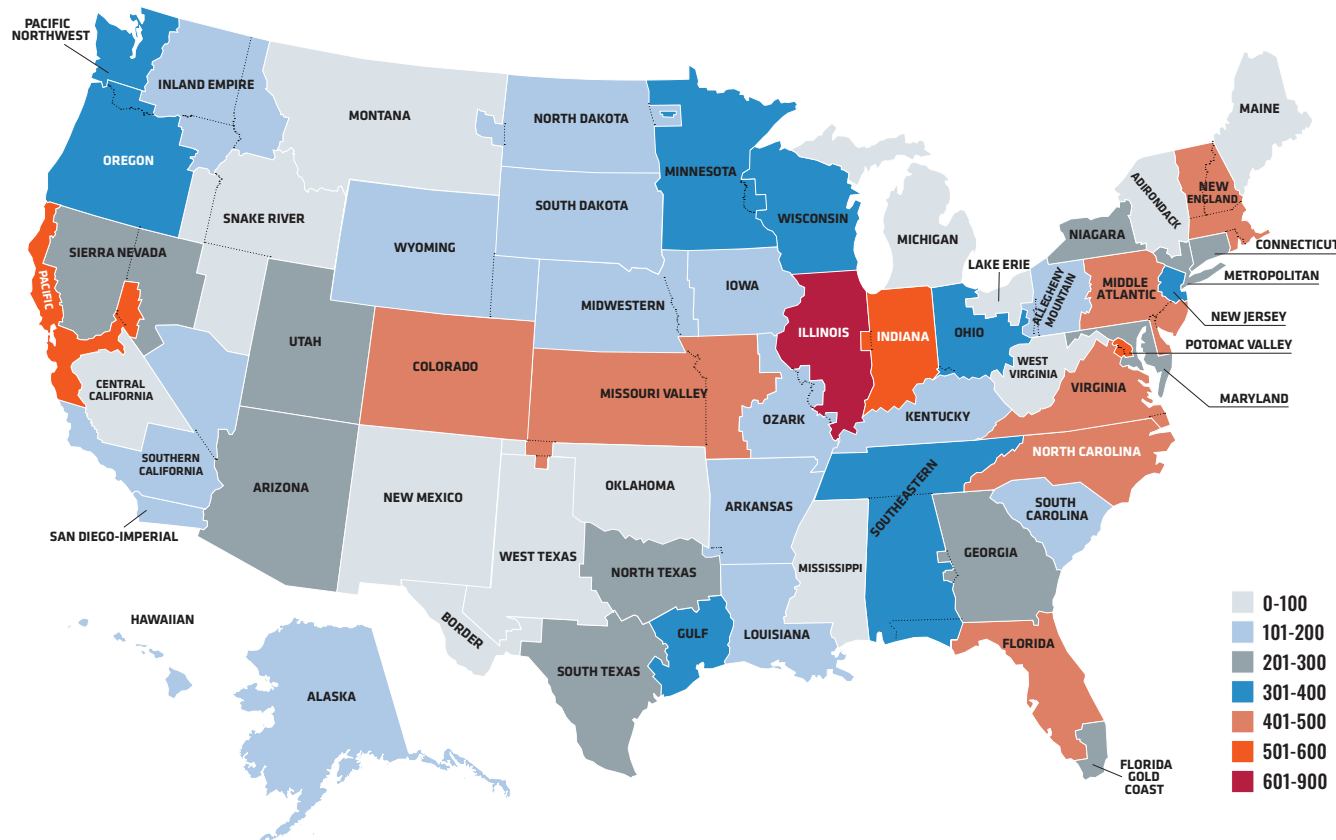 PACIFIC
NORTHWEST
INLAND EMPIRE
MONTANA
NORTH DAKOTA
MAINE
OREGON
MINNESOTA
ADIRONDACK
NEW
ENGLAND
SNAKE RIVER
SOUTH DAKOTA
WISCONSIN
SIERRA NEVADA
WYOMING
MICHIGAN
NIAGARA
CONNECTICUT
LAKE ERIE
METROPOLITAN
PACIFIC
MIDWESTERN
IOWA
ALLEGHENY
MOUNTAIN
MIDDLE
ATLANTIC
NEW JERSEY
UTAH
ILLINOIS
INDIANA
OHIO
POTOMAC VALLEY
CENTRAL
CALIFORNIA
COLORADO
MISSOURI VALLEY
WEST
VIRGINIA
VIRGINIA
MARYLAND
OZARK
KENTUCKY
SOUTHERN
CALIFORNIA
NORTH CAROLINA
ARIZONA
NEW MEXICO
OKLAHOMA
ARKANSAS
SOUTHEASTERN
SOUTH
CAROLINA
SAN DIEGO-IMPERIAL
WEST TEXAS
NORTH TEXAS
MISSISSIPPI
GEORGIA
HAWAIIAN
BORDER
GULF
LOUISIANA
FLORIDA
SOUTH TEXAS
ALASKA
FLORIDA
GOLD
COAST
0-100
101-200
201-300
301-400
401-500
501-600
601-900